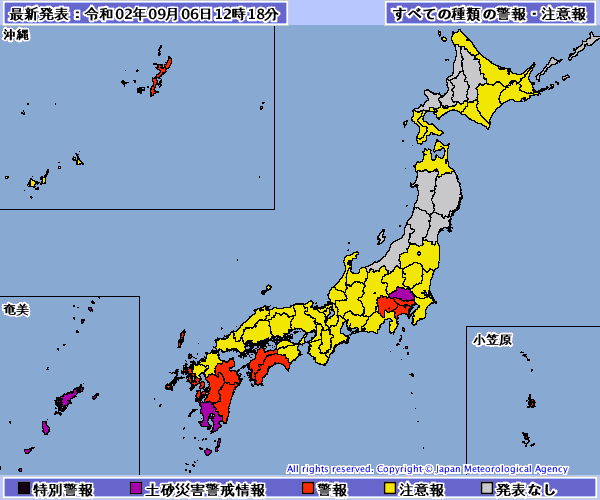 最新発表：令和02年09月06日12時18分
すべての種類の警報・注意報
沖縄
奄美
小笠原
All rights reserved. Copyright © Japan Meteorological Agency
特別警報 土砂災害警戒情報 警報 注意報 発表なし